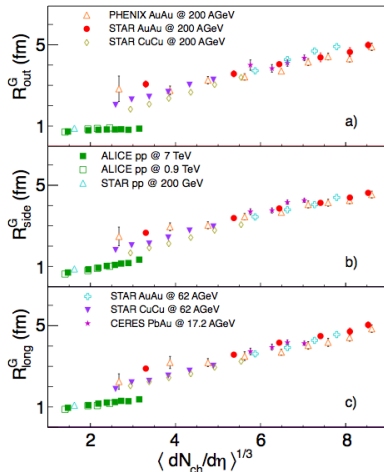 PHENIX AuAu @ 200 AGeV
STAR AuAu @ 200 AGeV
STAR CuCu @ 200 AGeV
R^G_out (fm)
5
1
a)
ALICE pp @ 7 TeV
ALICE pp @ 0.9 TeV
STAR pp @ 200 GeV
R^G_side (fm)
5
1
b)
STAR AuAu @ 62 AGeV
STAR CuCu @ 62 AGeV
CERES PbAu @ 17.2 AGeV
R^G_long (fm)
5
1
c)
2 4 6 8
⟨ dN_ch/dη ⟩^1/3